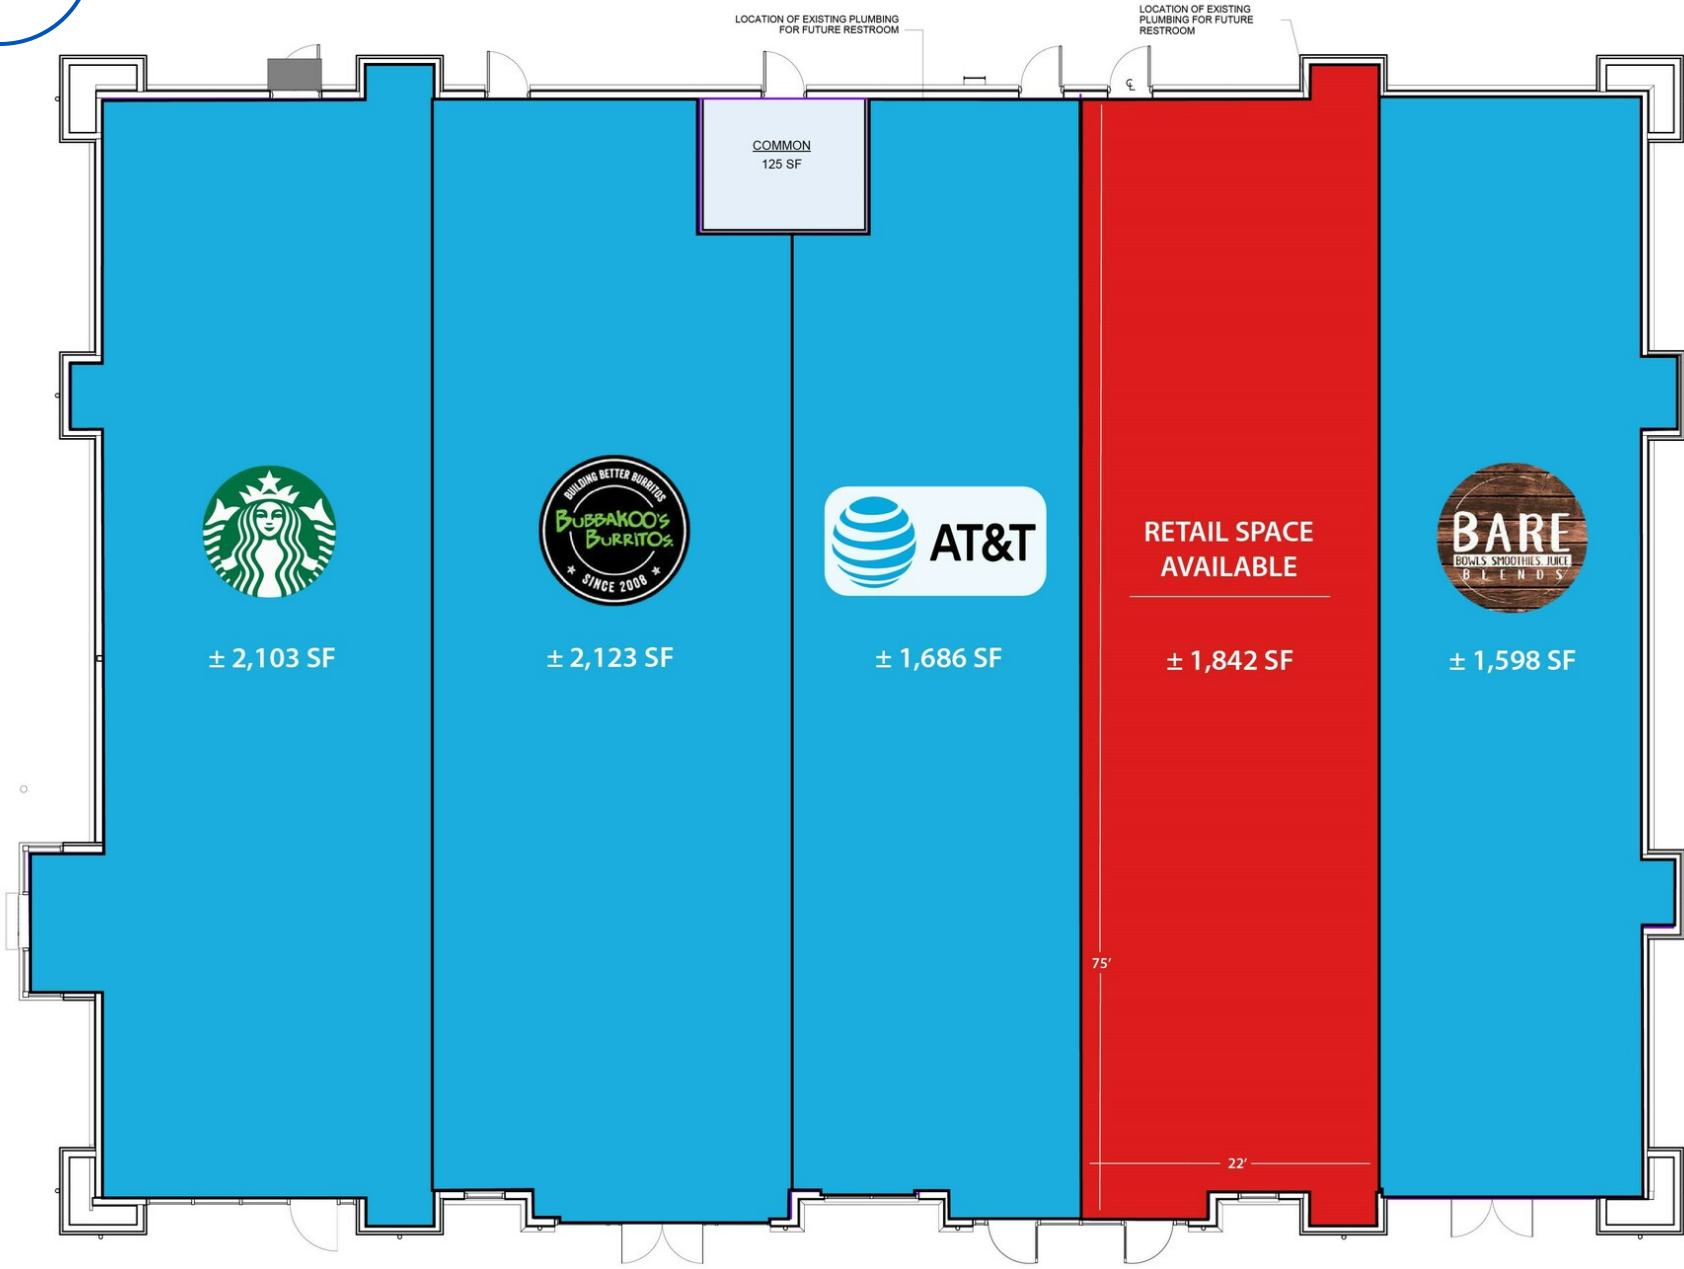 LOCATION OF EXISTING PLUMBING
FOR FUTURE RESTROOM
LOCATION OF EXISTING
PLUMBING FOR FUTURE
RESTROOM
℄
COMMON
125 SF
BUILDING BETTER BURRITOS
BUBBAKOO'S
BURRITOS.
SINCE 2008
± 2,103 SF
± 2,123 SF
AT&T
± 1,686 SF
RETAIL SPACE
AVAILABLE
± 1,842 SF
BARE
BOWLS. SMOOTHIES. JUICE
BLENDS
± 1,598 SF
75'
22'